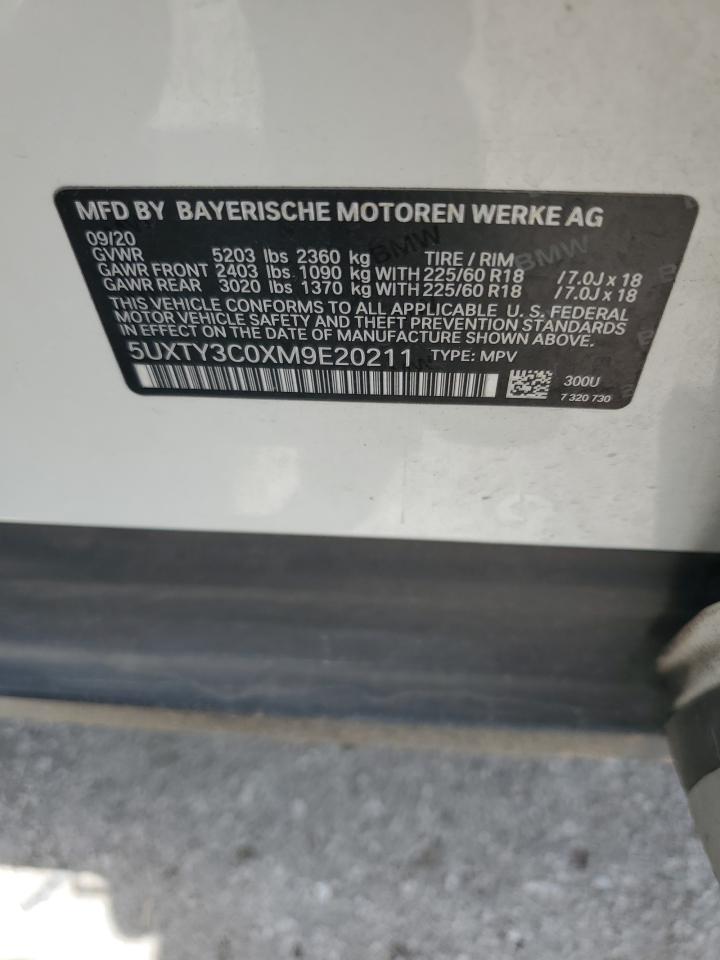 MFD BY BAYERISCHE MOTOREN WERKE AG
09/20
GVWR 5203 lbs 2360 kg TIRE / RIM
GAWR FRONT 2403 lbs 1090 kg WITH 225/60 R18 /7.0J x 18
GAWR REAR 3020 lbs 1370 kg WITH 225/60 R18 /7.0J x 18
THIS VEHICLE CONFORMS TO ALL APPLICABLE U. S. FEDERAL
MOTOR VEHICLE SAFETY AND THEFT PREVENTION STANDARDS
IN EFFECT ON THE DATE OF MANUFACTURE SHOWN ABOVE.
5UXTY3C0XM9E20211 TYPE: MPV
300U
7 320 730
BMW
BMW